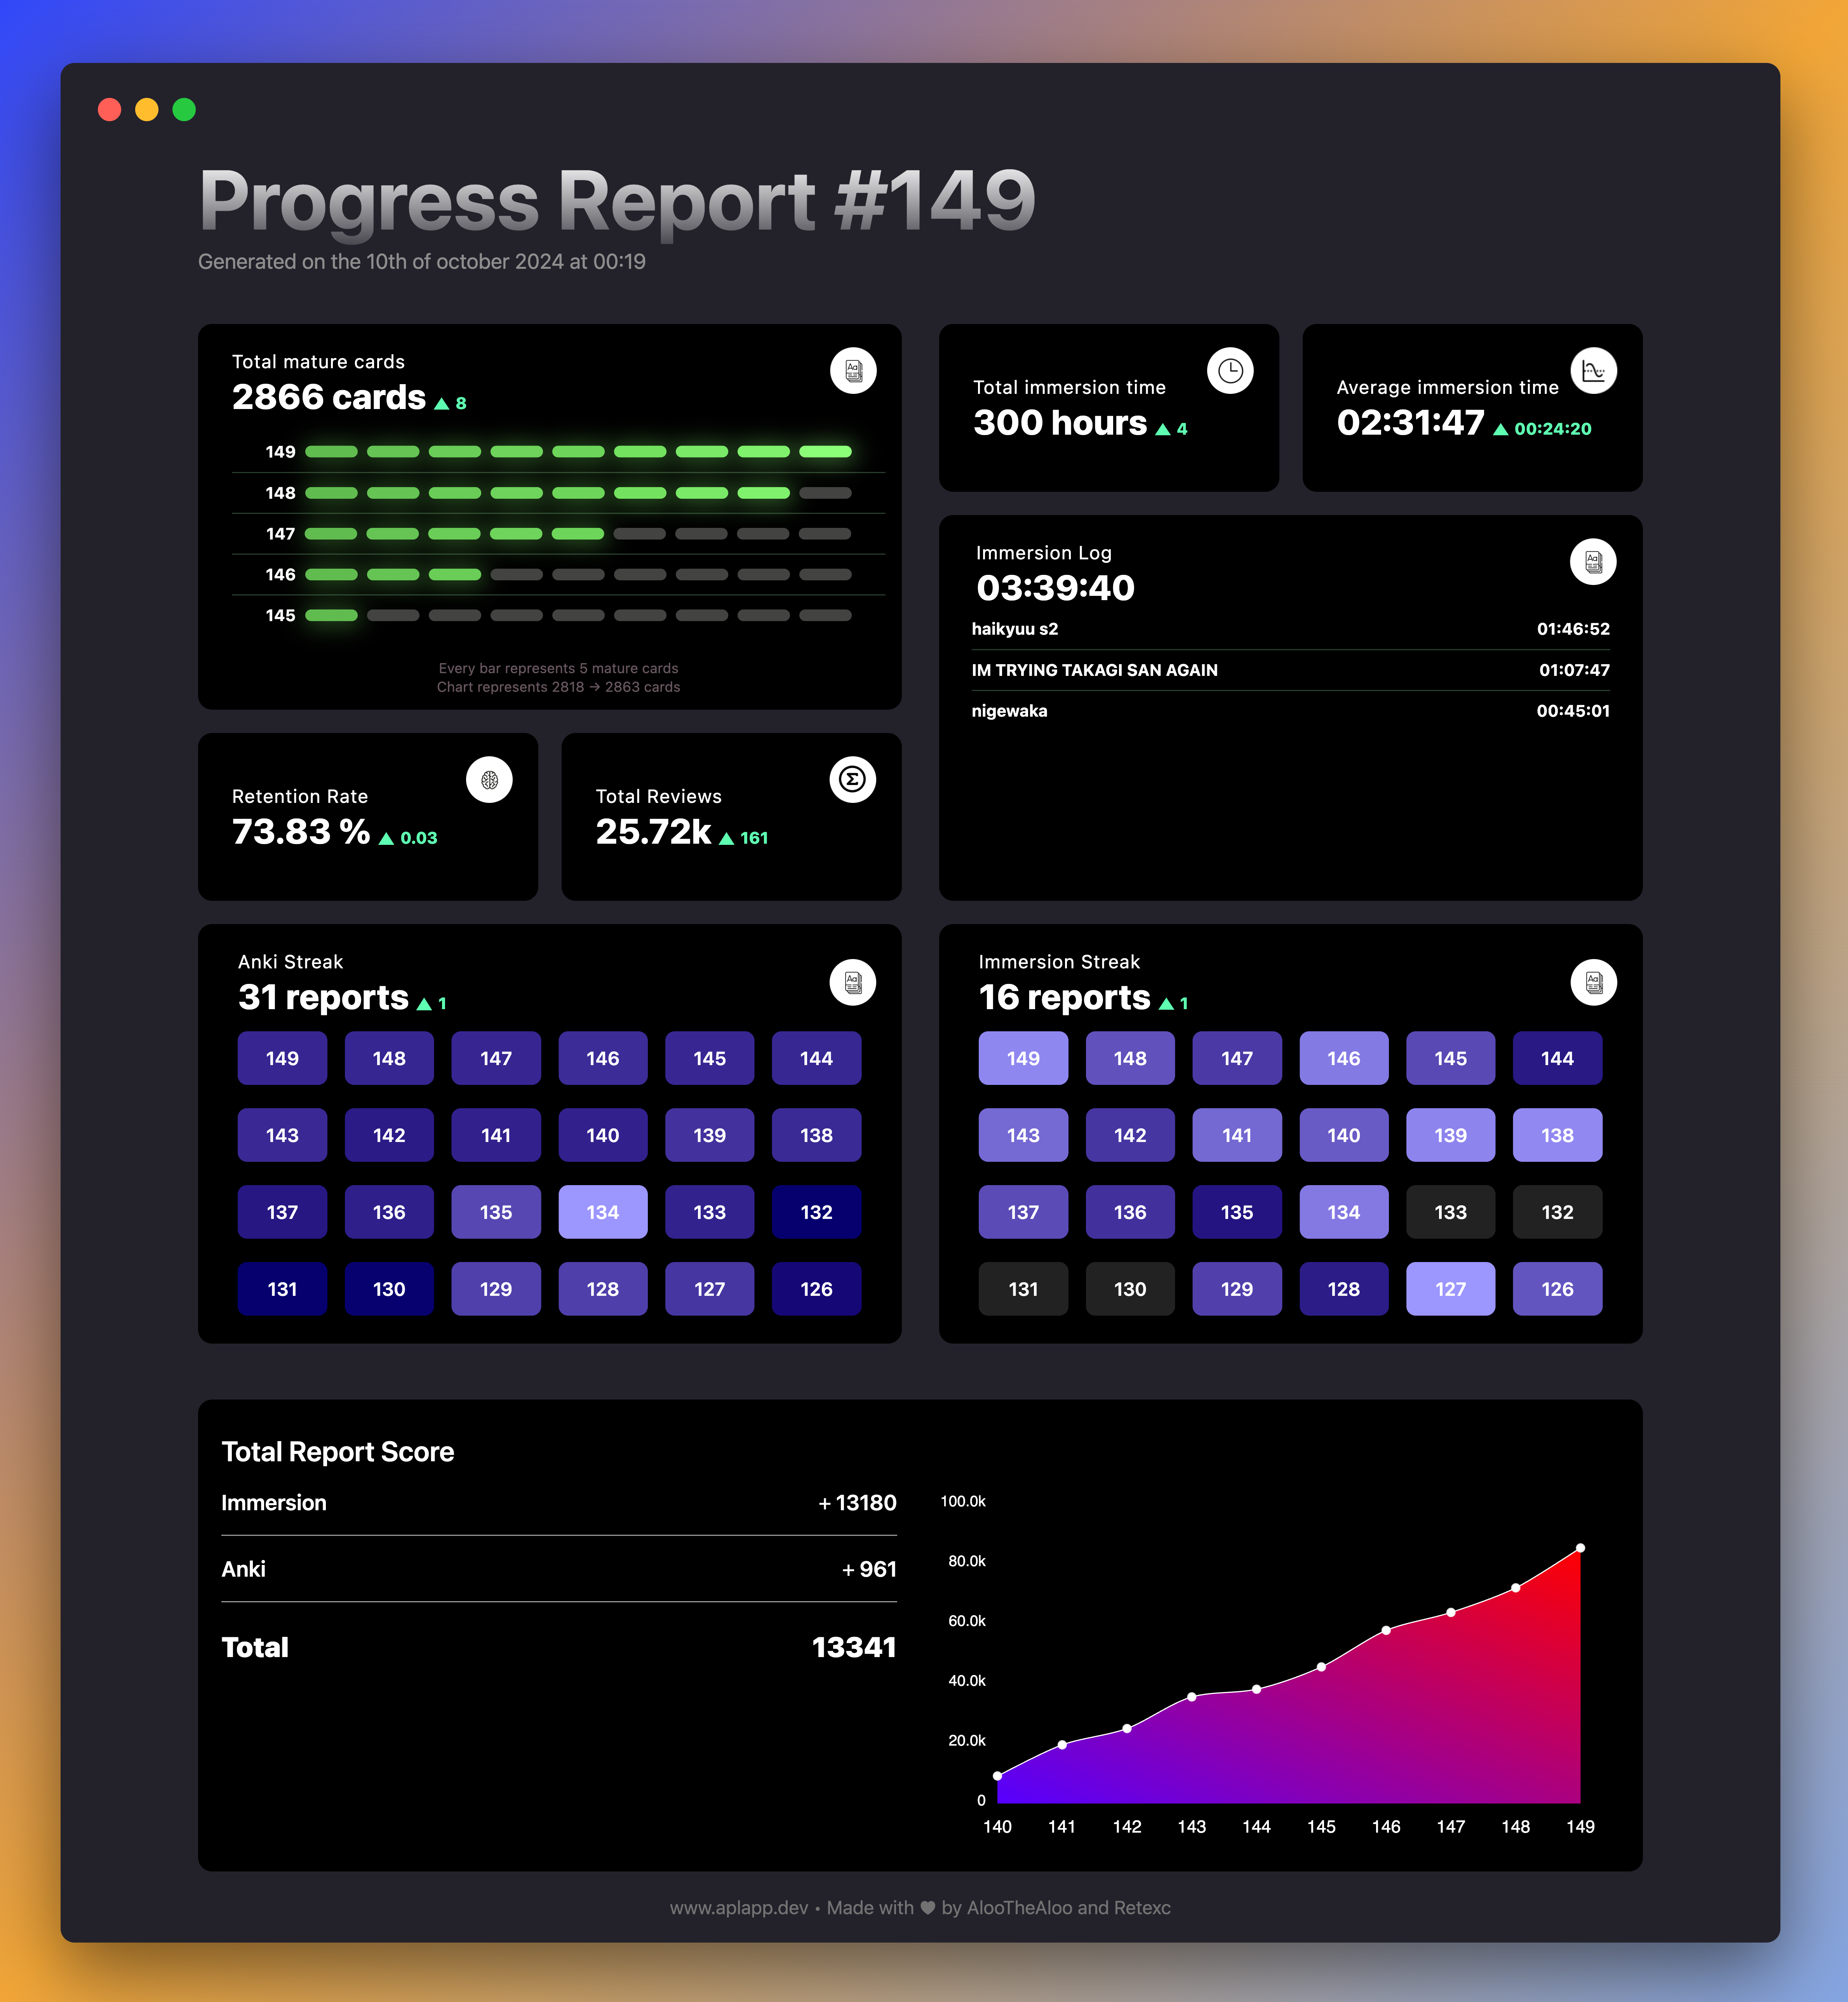 Progress Report #149
Generated on the 10th of october 2024 at 00:19
Total mature cards
2866 cards ▲ 8
149
148
147
146
145
Every bar represents 5 mature cards
Chart represents 2818 → 2863 cards
Total immersion time
300 hours ▲ 4
Average immersion time
02:31:47 ▲ 00:24:20
Immersion Log
03:39:40
haikyuu s2 01:46:52
IM TRYING TAKAGI SAN AGAIN 01:07:47
nigewaka 00:45:01
Retention Rate
73.83 % ▲ 0.03
Total Reviews
25.72k ▲ 161
Anki Streak
31 reports ▲ 1
149 148 147 146 145 144
143 142 141 140 139 138
137 136 135 134 133 132
131 130 129 128 127 126
Immersion Streak
16 reports ▲ 1
149 148 147 146 145 144
143 142 141 140 139 138
137 136 135 134 133 132
131 130 129 128 127 126
Total Report Score
Immersion + 13180
Anki + 961
Total 13341
100.0k
80.0k
60.0k
40.0k
20.0k
0
140 141 142 143 144 145 146 147 148 149
www.aplapp.dev • Made with ♥ by AlooTheAloo and Retexc